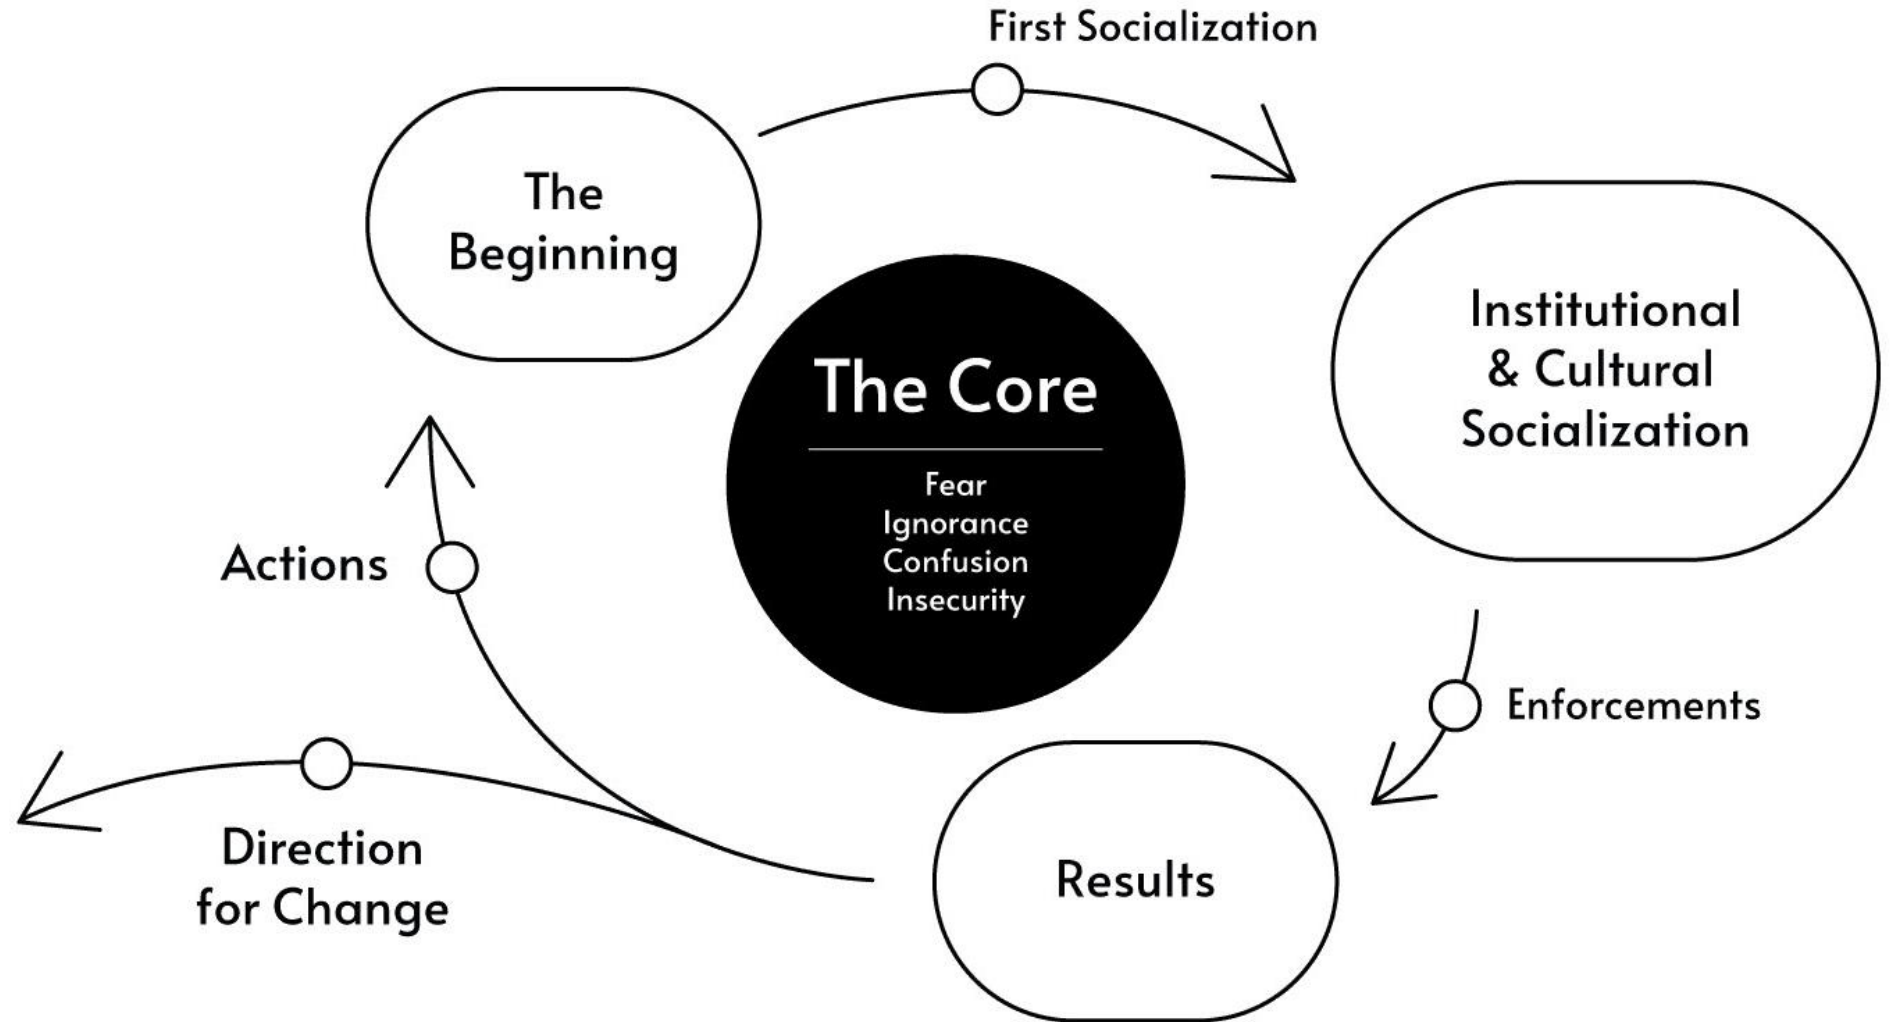 First Socialization
The
Beginning
Institutional
& Cultural
Socialization
The Core
Fear
Ignorance
Confusion
Insecurity
Actions
Enforcements
Direction
for Change
Results